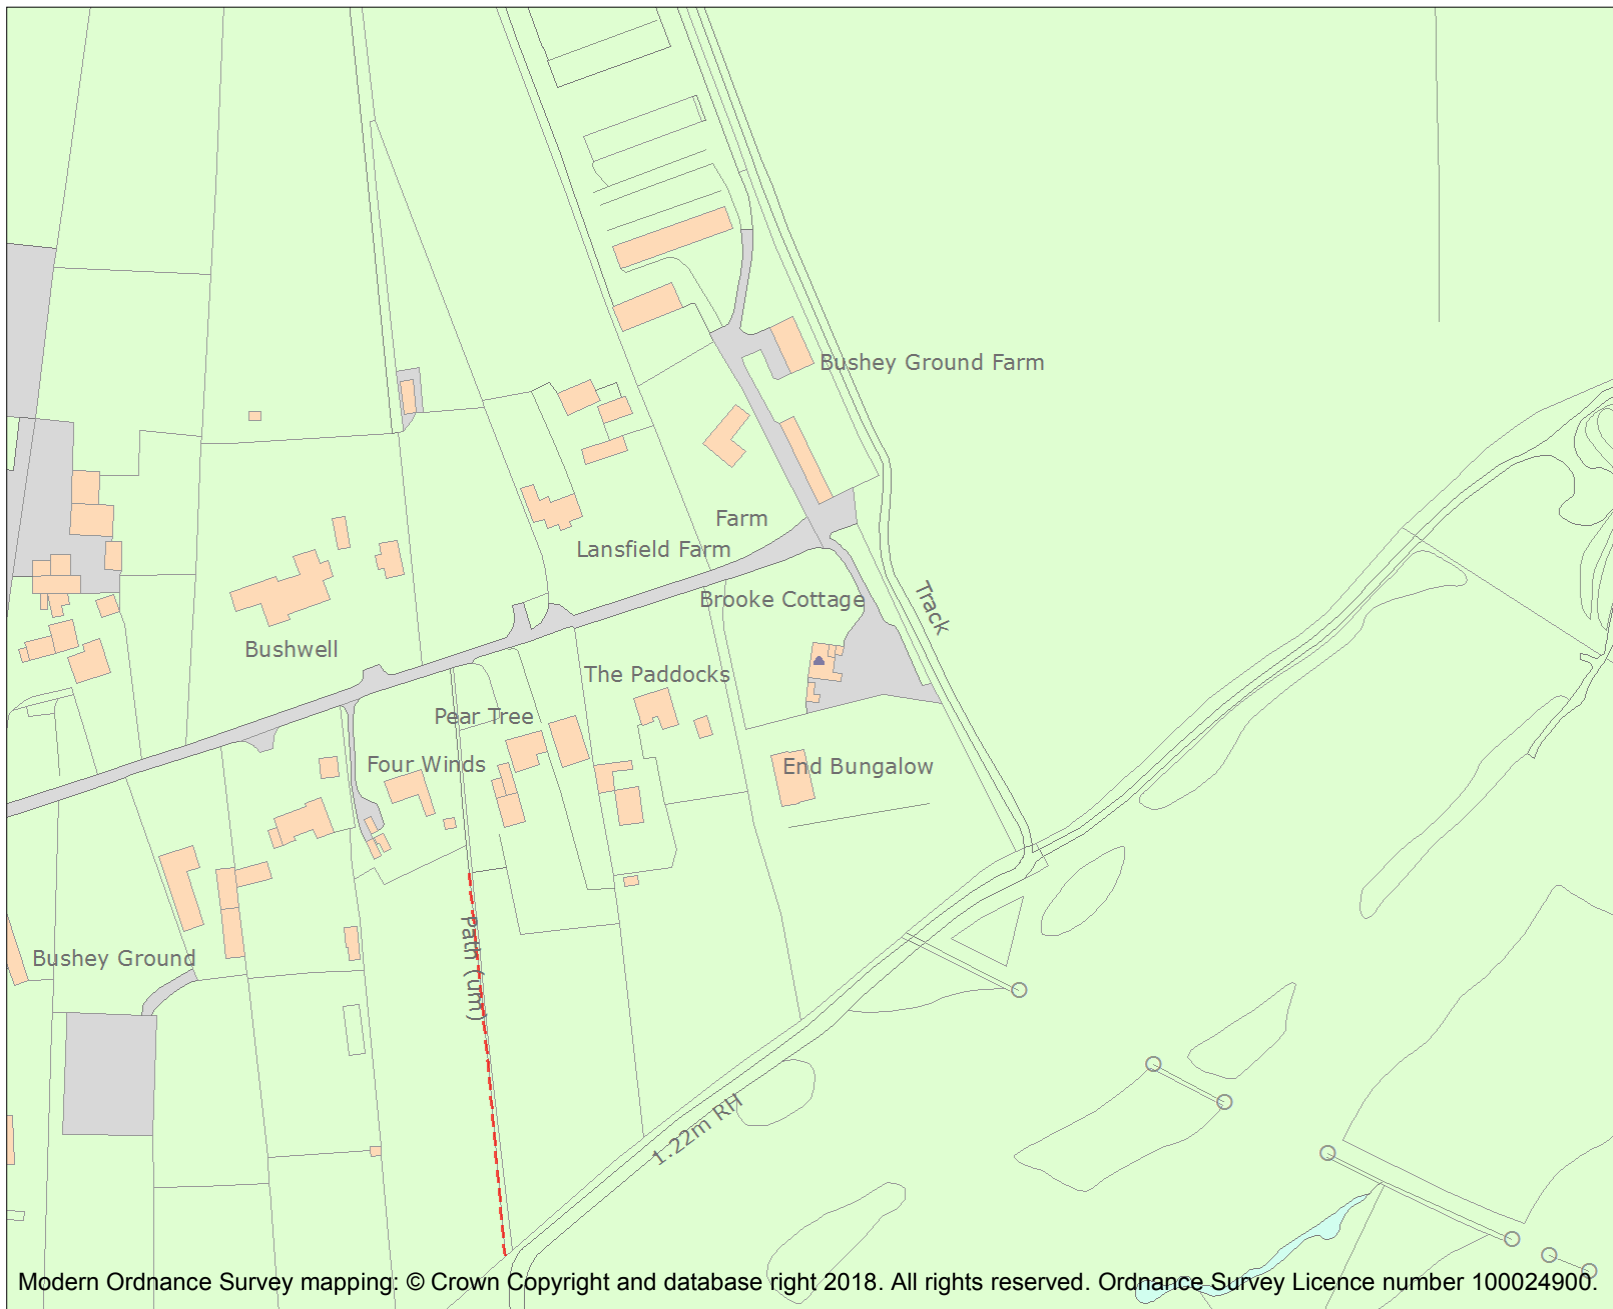 Bushey Ground Farm
Farm
Lansfield Farm
Brooke Cottage
Track
Bushwell
The Paddocks
Pear Tree
Four Winds
End Bungalow
Path (um)
Bushey Ground
1.22m RH
Modern Ordnance Survey mapping: © Crown Copyright and database right 2018. All rights reserved. Ordnance Survey Licence number 100024900.